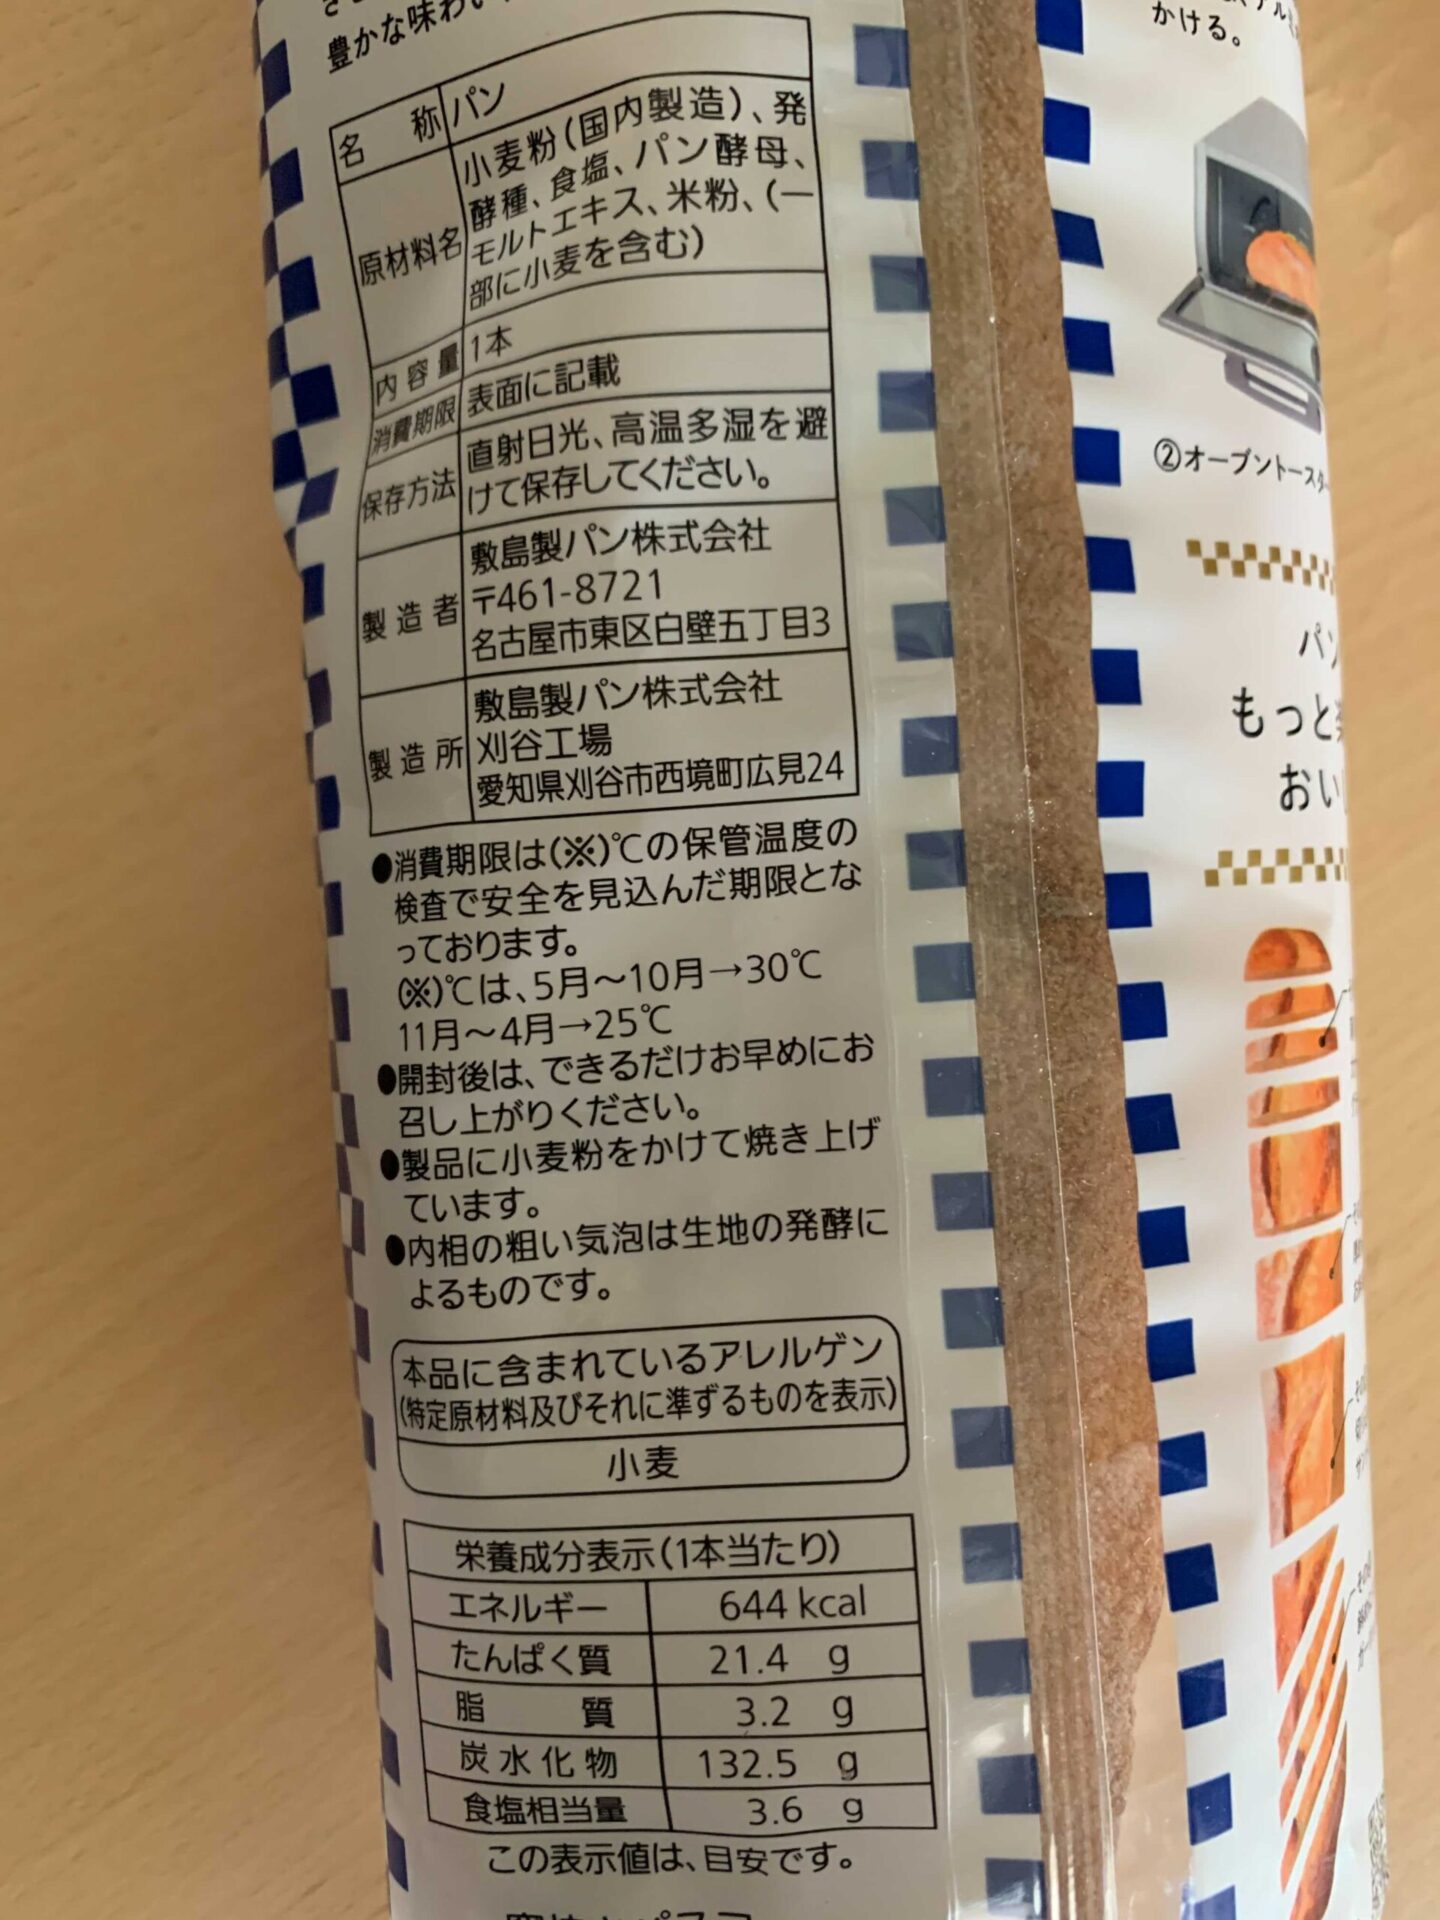 豊かな味わい
名称 パン
原材料名 小麦粉(国内製造)、発
酵種、食塩、パン酵母、
モルトエキス、米粉、(一
部に小麦を含む)
内容量 1本
消費期限 表面に記載
保存方法 直射日光、高温多湿を避
けて保存してください。
製造者 敷島製パン株式会社
〒461-8721
名古屋市東区白壁五丁目3
製造所 敷島製パン株式会社
刈谷工場
愛知県刈谷市西境町広見24
●消費期限は(※)℃の保管温度の
検査で安全を見込んだ期限とな
っております。
(※)℃は、5月~10月→30℃
11月~4月→25℃
●開封後は、できるだけお早めにお
召し上がりください。
●製品に小麦粉をかけて焼き上げ
ています。
●内相の粗い気泡は生地の発酵に
よるものです。
本品に含まれているアレルゲン
(特定原材料及びそれに準ずるものを表示)
小麦
栄養成分表示(1本当たり)
エネルギー 644 kcal
たんぱく質 21.4 g
脂質 3.2 g
炭水化物 132.5 g
食塩相当量 3.6 g
この表示値は、目安です。
かける。
②オーブントースター
パン
もっと
おい